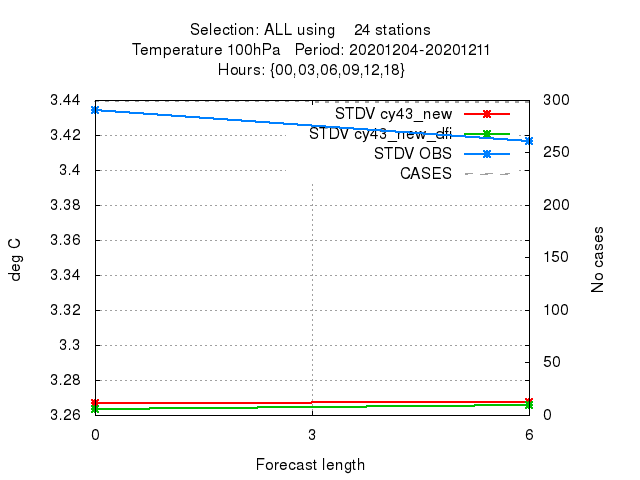 Selection: ALL using 24 stations
Temperature 100hPa Period: 20201204-20201211
Hours: {00,03,06,09,12,18}
3.44
3.42
3.4
3.38
3.36
3.34
3.32
3.3
3.28
3.26
deg C
STDV cy43_new
STDV cy43_new_dfi
STDV OBS
CASES
300
250
200
150
100
50
0
No cases
0 3 6
Forecast length